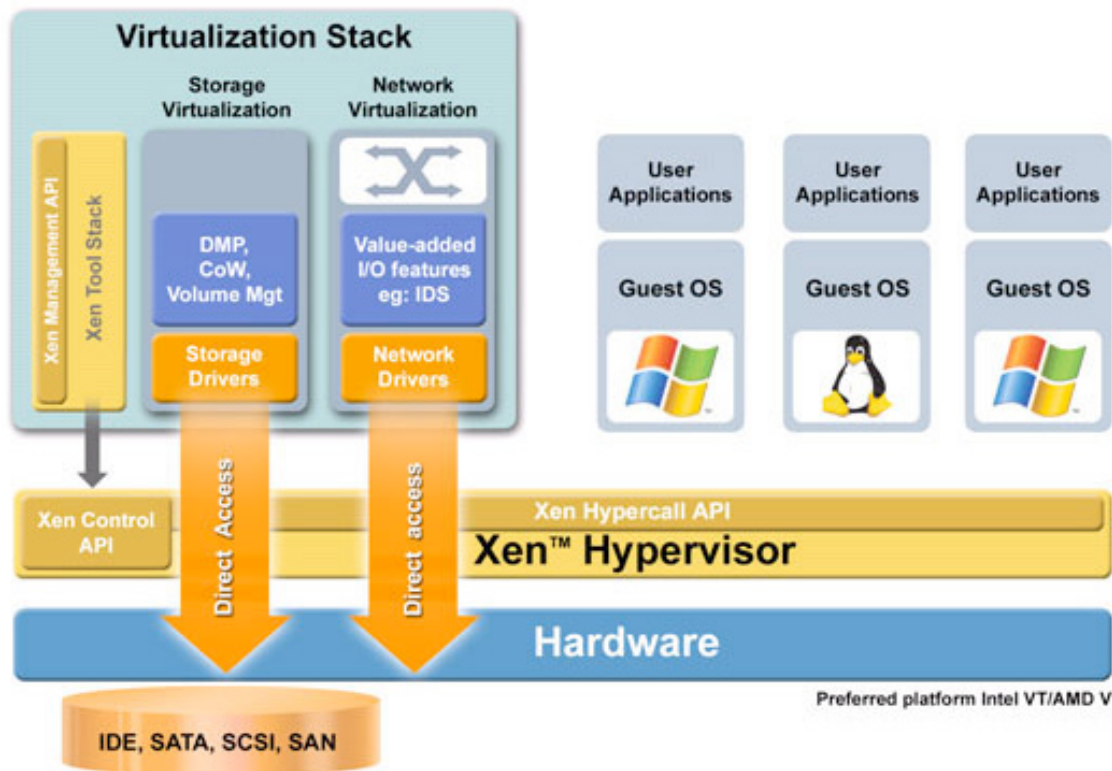 Virtualization Stack
Storage
Virtualization
Network
Virtualization
Xen Management API
Xen Tool Stack
DMP,
CoW,
Volume Mgt
Value-added
I/O features
eg: IDS
Storage
Drivers
Network
Drivers
User
Applications
User
Applications
User
Applications
Guest OS
Guest OS
Guest OS
Direct Access
Direct access
Xen Control
API
Xen Hypercall API
Xen™ Hypervisor
Hardware
Preferred platform Intel VT/AMD V
IDE, SATA, SCSI, SAN